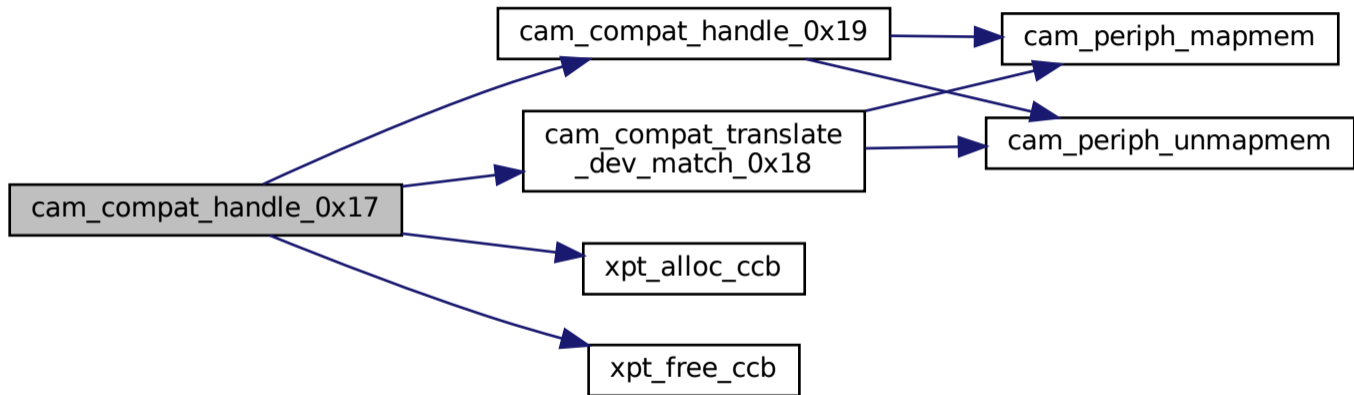 cam_compat_handle_0x19
cam_periph_mapmem
cam_compat_translate
_dev_match_0x18
cam_periph_unmapmem
cam_compat_handle_0x17
xpt_alloc_ccb
xpt_free_ccb